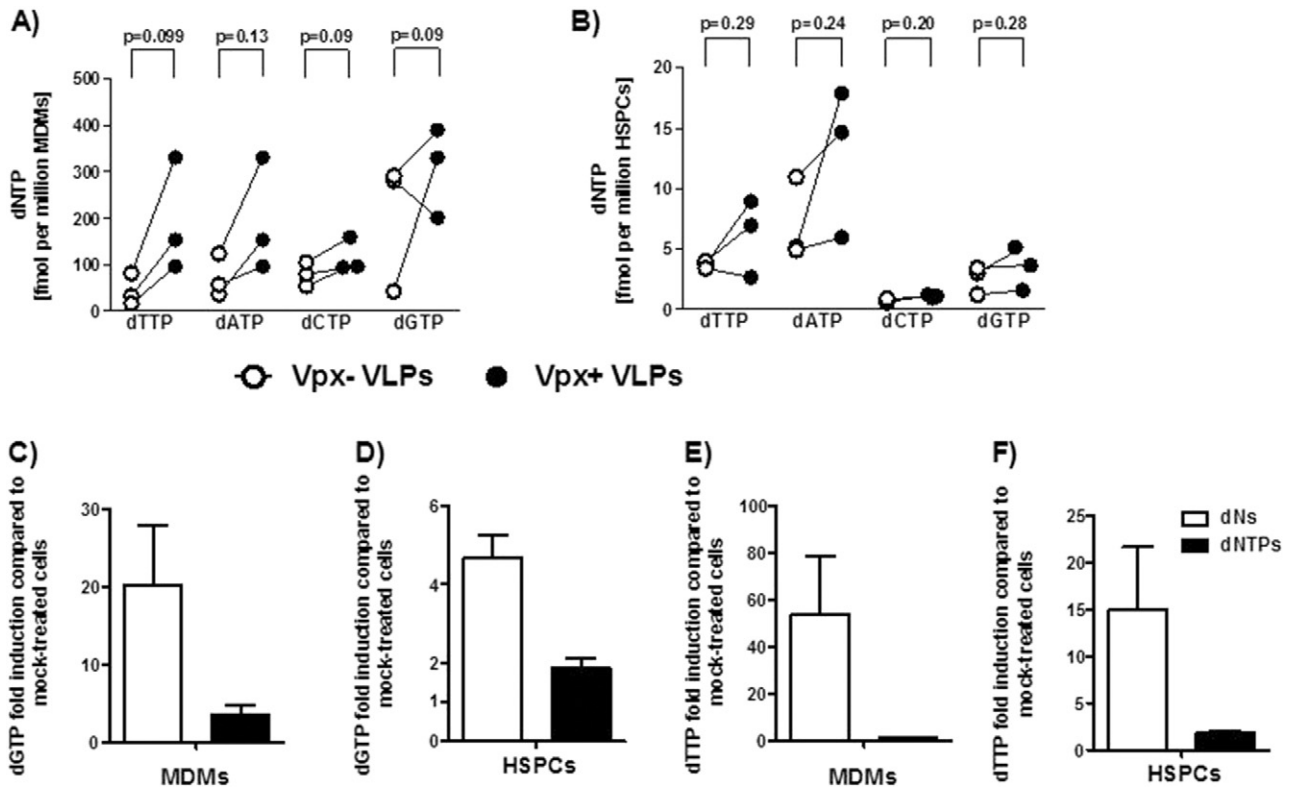 A)
p=0.099 p=0.13 p=0.09 p=0.09
dNTP
[fmol per million MDMs]
500
400
300
200
100
0
dTTP dATP dCTP dGTP
B)
p=0.29 p=0.24 p=0.20 p=0.28
dNTP
[fmol per million HSPCs]
20
15
10
5
0
dTTP dATP dCTP dGTP
Vpx- VLPs Vpx+ VLPs
C)
dGTP fold induction compared to
mock-treated cells
30
20
10
0
MDMs
D)
dGTP fold induction compared to
mock-treated cells
6
4
2
1
0
HSPCs
E)
dTTP fold induction compared to
mock-treated cells
100
80
60
40
20
0
MDMs
F)
dTTP fold induction compared to
mock-treated cells
25
20
15
10
5
0
HSPCs
dNs
dNTPs